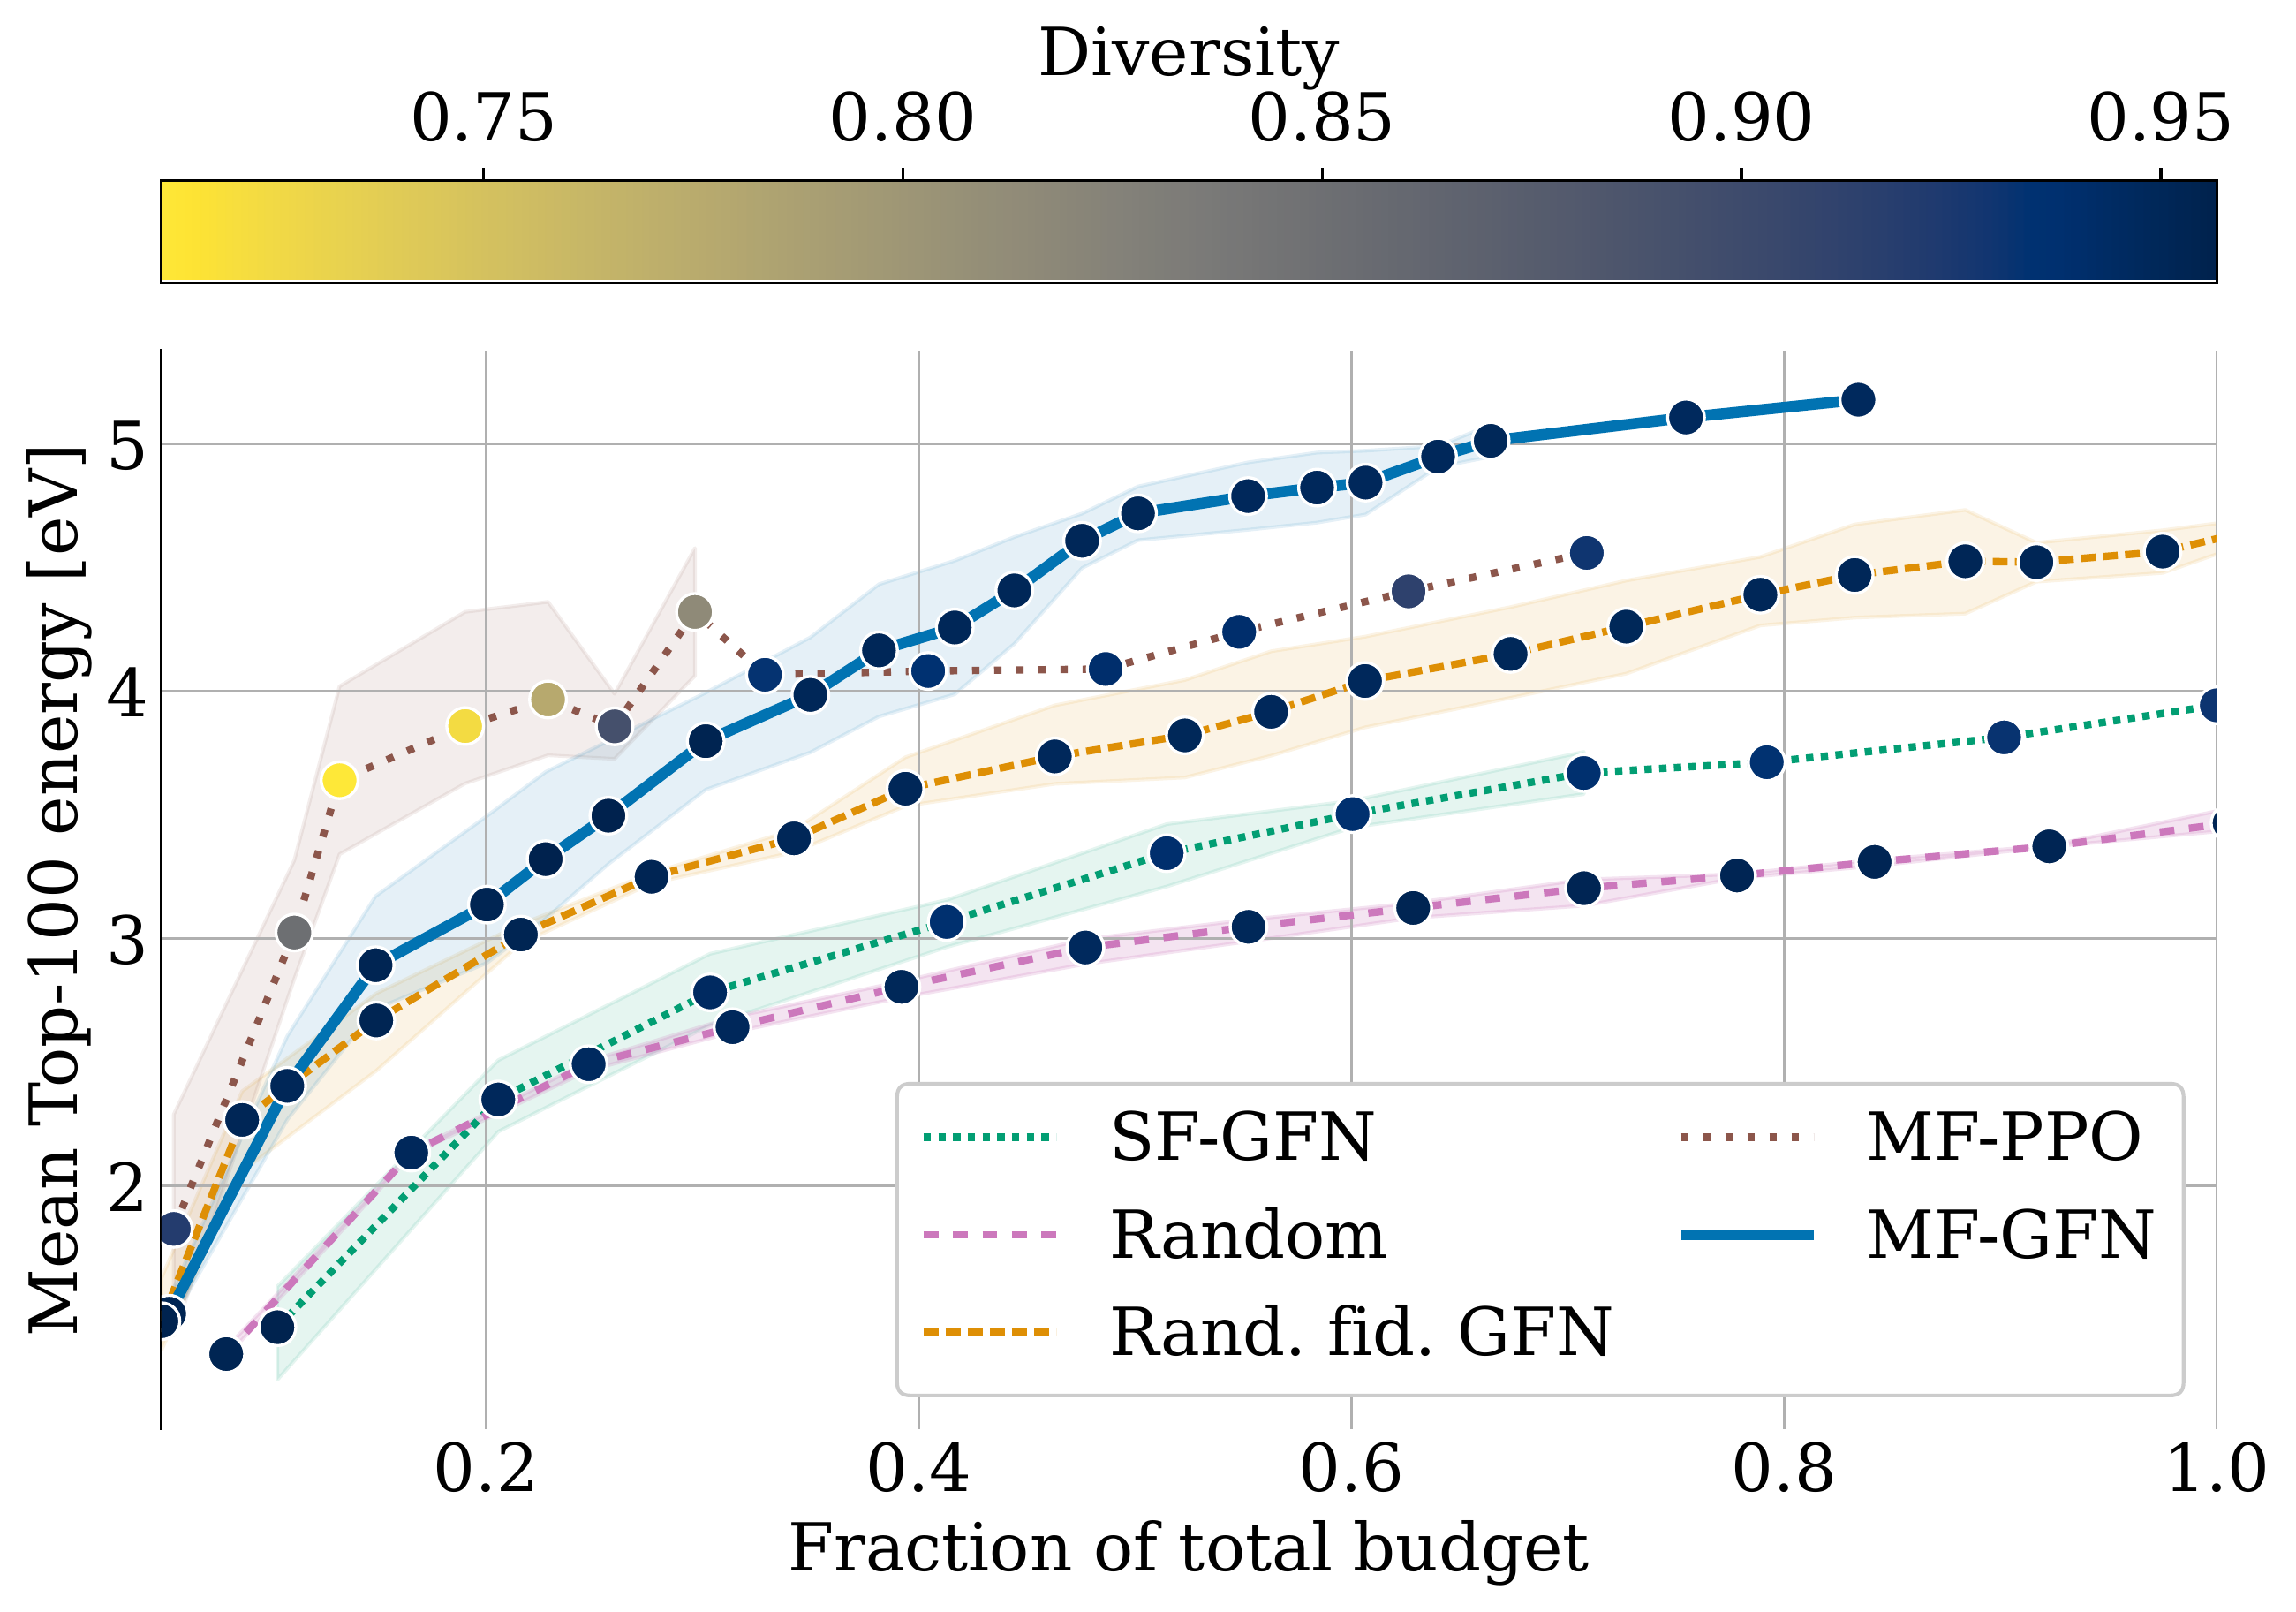 Diversity
0.75 0.80 0.85 0.90 0.95
Mean Top-100 energy [eV]
5
4
3
2
SF-GFN
Random
Rand. fid. GFN
MF-PPO
MF-GFN
0.2 0.4 0.6 0.8 1.0
Fraction of total budget